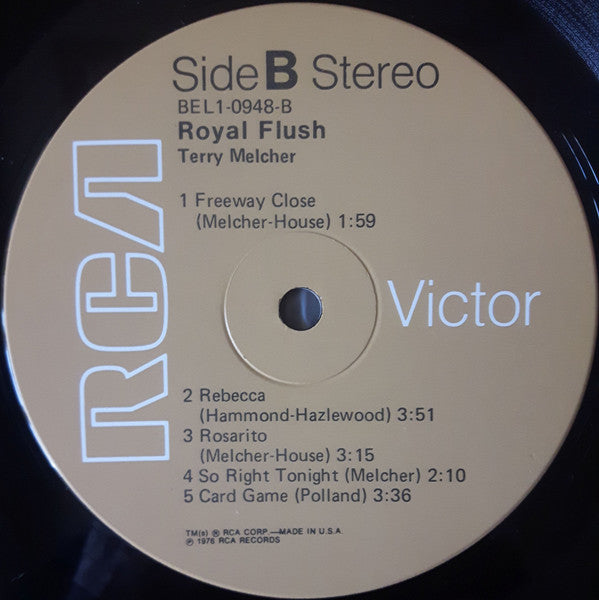 Side B Stereo
BEL1-0948-B
Royal Flush
Terry Melcher
1 Freeway Close
(Melcher-House) 1:59
RCA
Victor
2 Rebecca
(Hammond-Hazlewood) 3:51
3 Rosarito
(Melcher-House) 3:15
4 So Right Tonight (Melcher) 2:10
5 Card Game (Polland) 3:36
TM(s) ® RCA CORP.—MADE IN U.S.A.
℗ 1976 RCA RECORDS